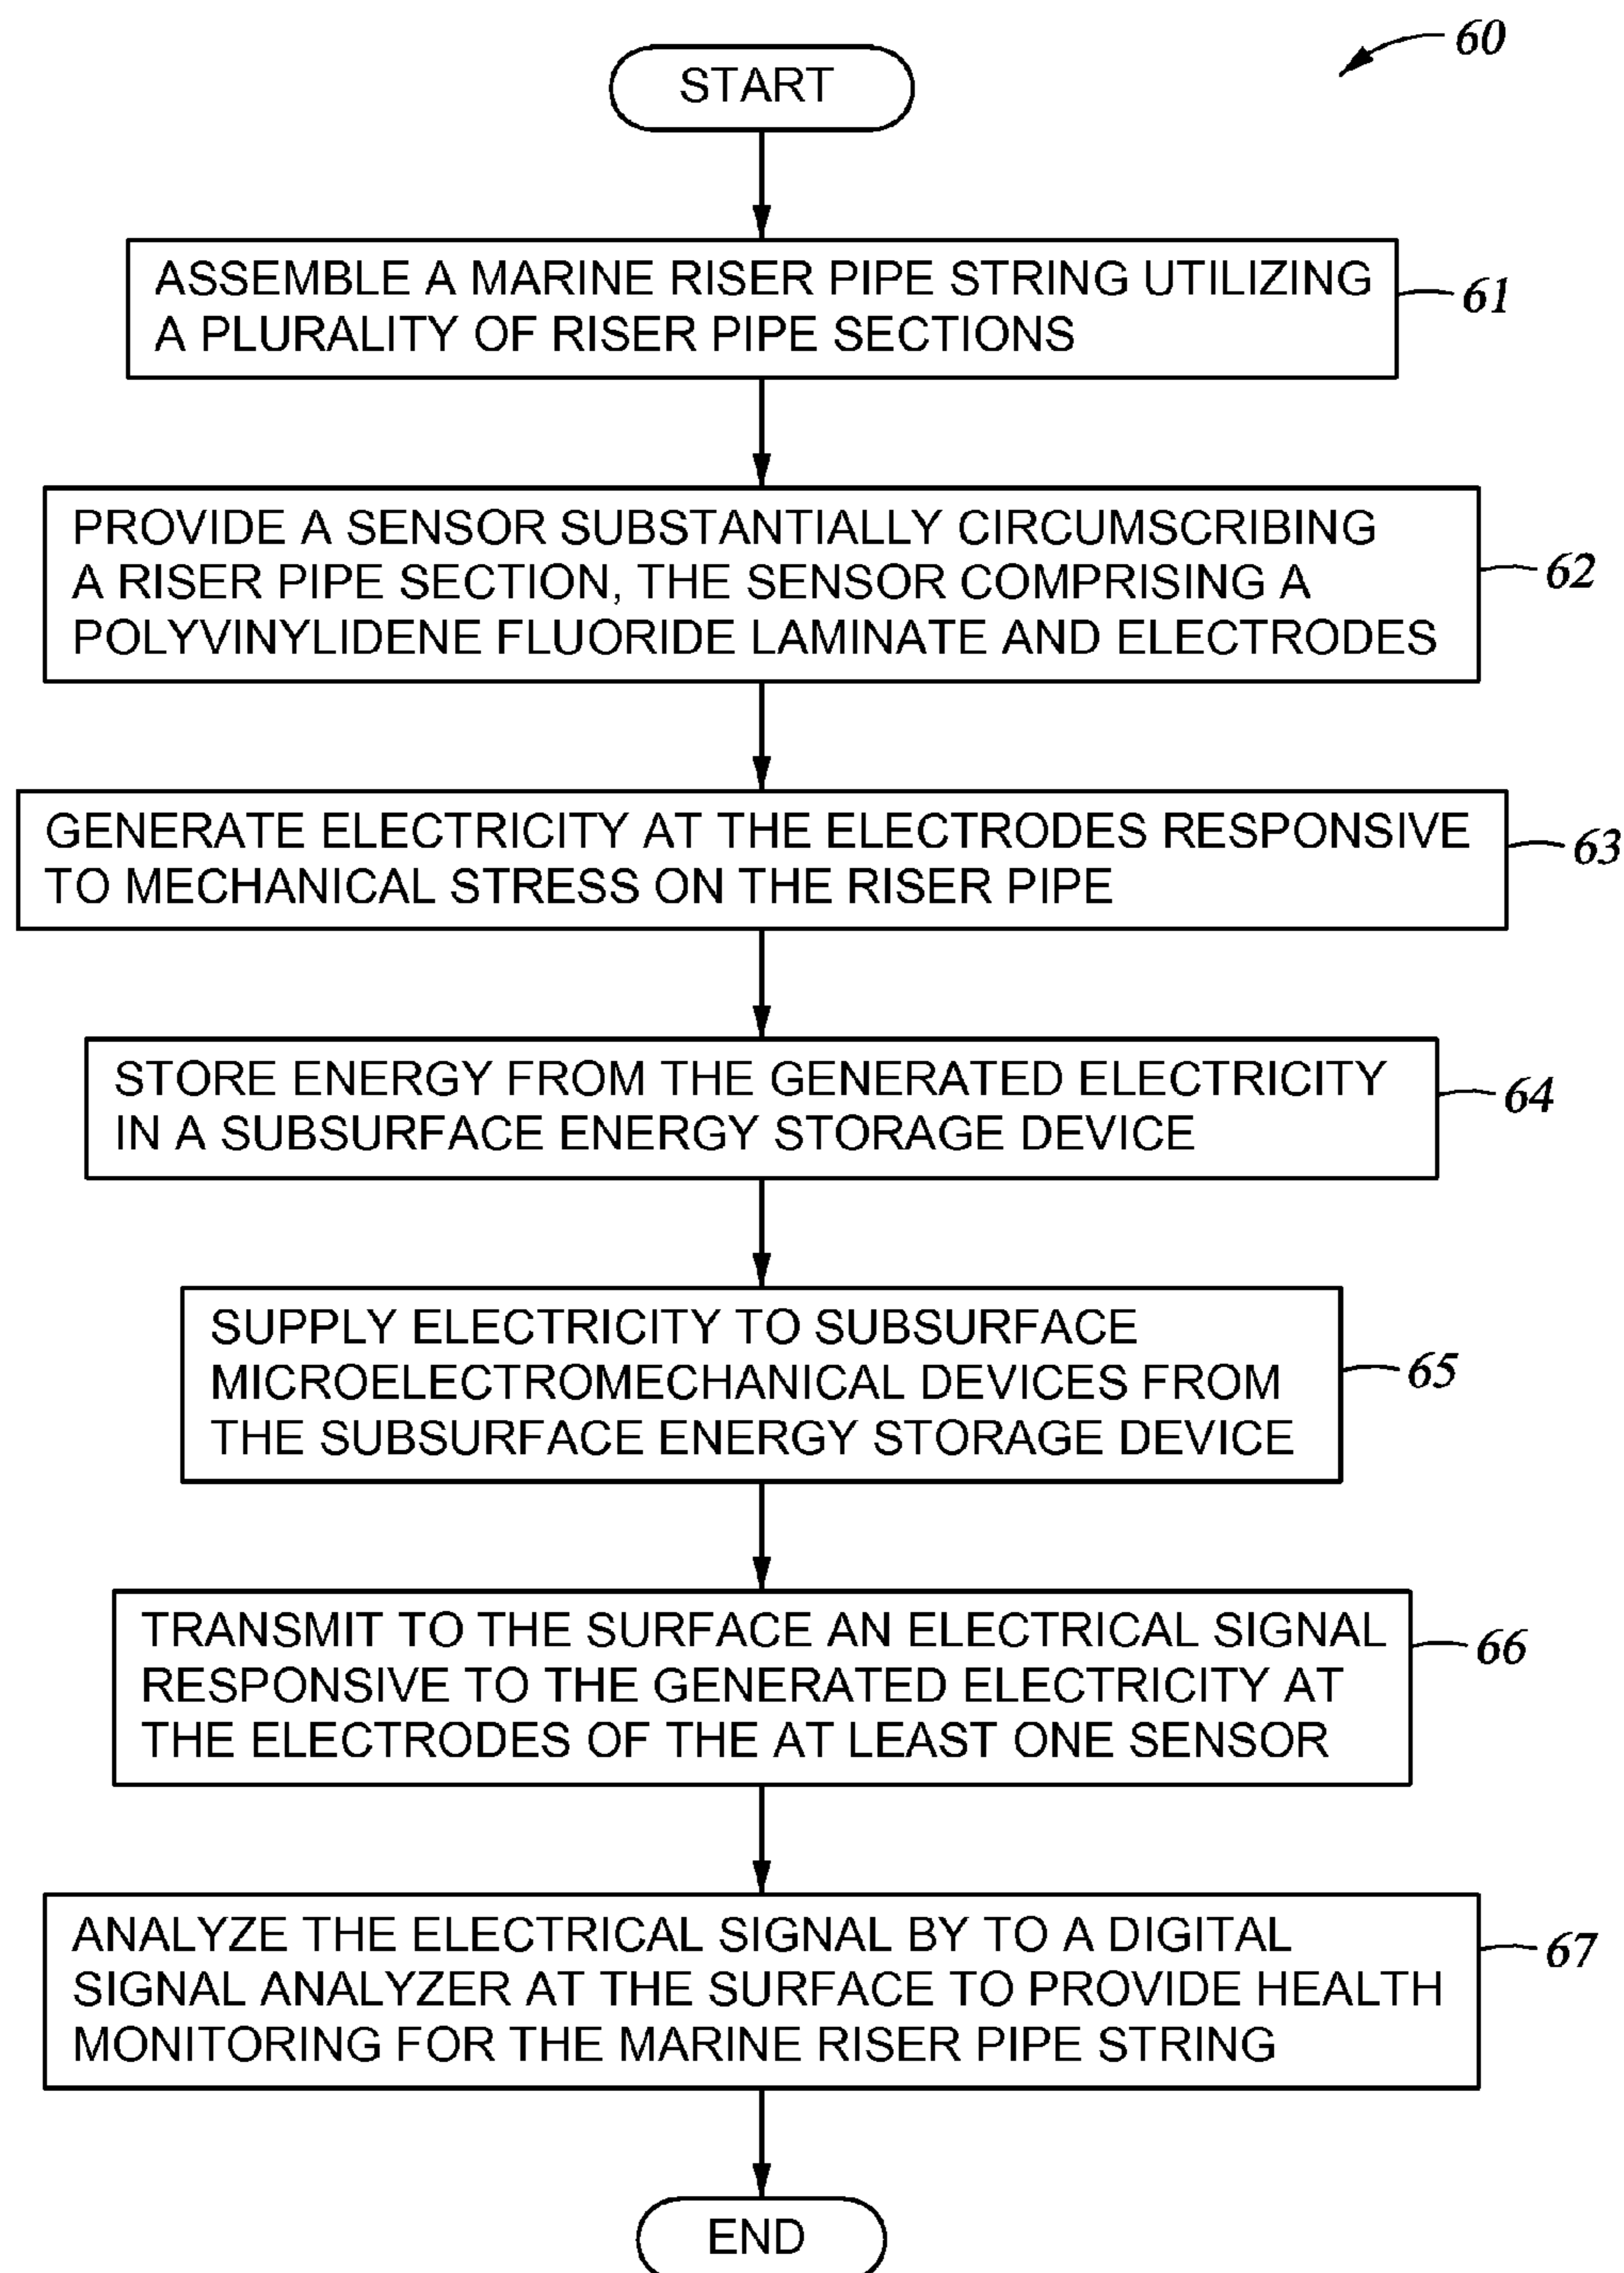 60
START
ASSEMBLE A MARINE RISER PIPE STRING UTILIZING
A PLURALITY OF RISER PIPE SECTIONS
61
PROVIDE A SENSOR SUBSTANTIALLY CIRCUMSCRIBING
A RISER PIPE SECTION, THE SENSOR COMPRISING A
POLYVINYLIDENE FLUORIDE LAMINATE AND ELECTRODES
62
GENERATE ELECTRICITY AT THE ELECTRODES RESPONSIVE
TO MECHANICAL STRESS ON THE RISER PIPE
63
STORE ENERGY FROM THE GENERATED ELECTRICITY
IN A SUBSURFACE ENERGY STORAGE DEVICE
64
SUPPLY ELECTRICITY TO SUBSURFACE
MICROELECTROMECHANICAL DEVICES FROM
THE SUBSURFACE ENERGY STORAGE DEVICE
65
TRANSMIT TO THE SURFACE AN ELECTRICAL SIGNAL
RESPONSIVE TO THE GENERATED ELECTRICITY AT
THE ELECTRODES OF THE AT LEAST ONE SENSOR
66
ANALYZE THE ELECTRICAL SIGNAL BY TO A DIGITAL
SIGNAL ANALYZER AT THE SURFACE TO PROVIDE HEALTH
MONITORING FOR THE MARINE RISER PIPE STRING
67
END